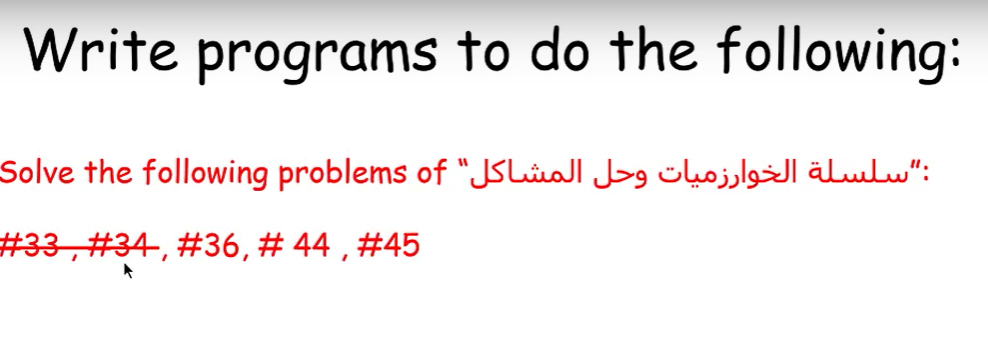 Write programs to do the following:
Solve the following problems of “سلسلة الخوارزميات وحل المشاكل”:
#33 , #34 , #36, # 44 , #45